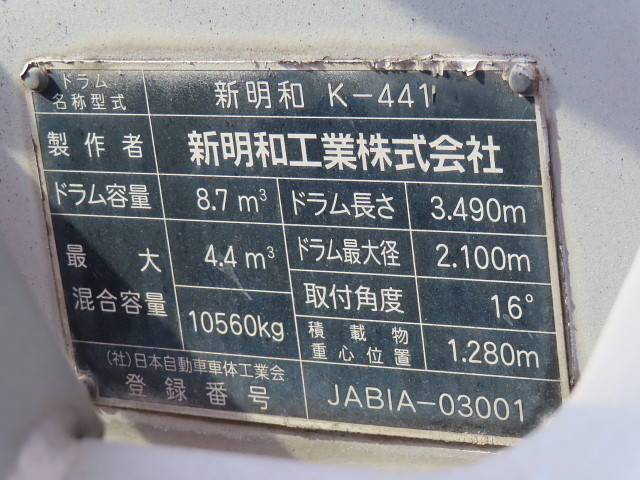 ドラム
名称型式 新明和 K-441
製作者 新明和工業株式会社
ドラム容量 8.7 m³ ドラム長さ 3.490m
最大 4.4 m³ ドラム最大径 2.100m
混合容量 10560kg 取付角度 16°
積載物
重心位置 1.280m
(社)日本自動車車体工業会
登録番号 JABIA-03001